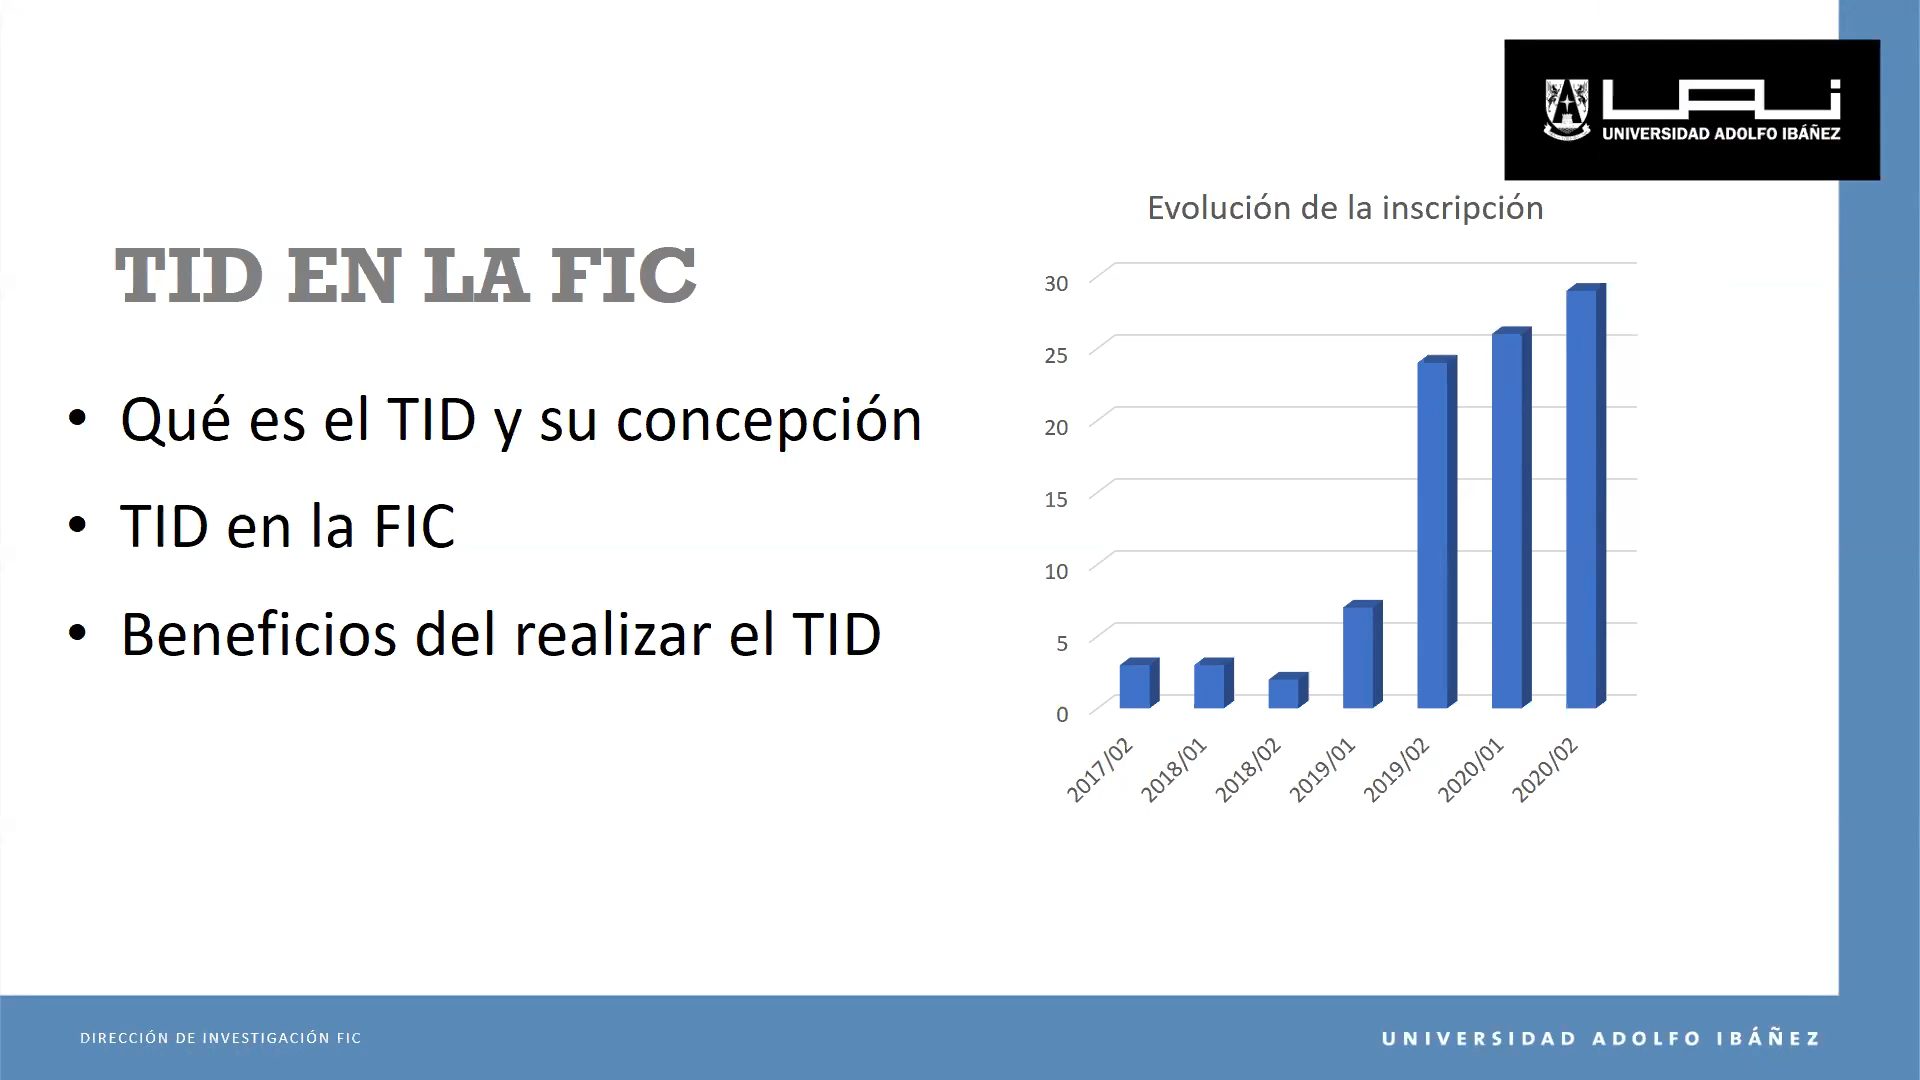 UAi
UNIVERSIDAD ADOLFO IBÁÑEZ
TID EN LA FIC
• Qué es el TID y su concepción
• TID en la FIC
• Beneficios del realizar el TID
Evolución de la inscripción
30
25
20
15
10
5
0
2017/02
2018/01
2018/02
2019/01
2019/02
2020/01
2020/02
DIRECCIÓN DE INVESTIGACIÓN FIC
UNIVERSIDAD ADOLFO IBÁÑEZ